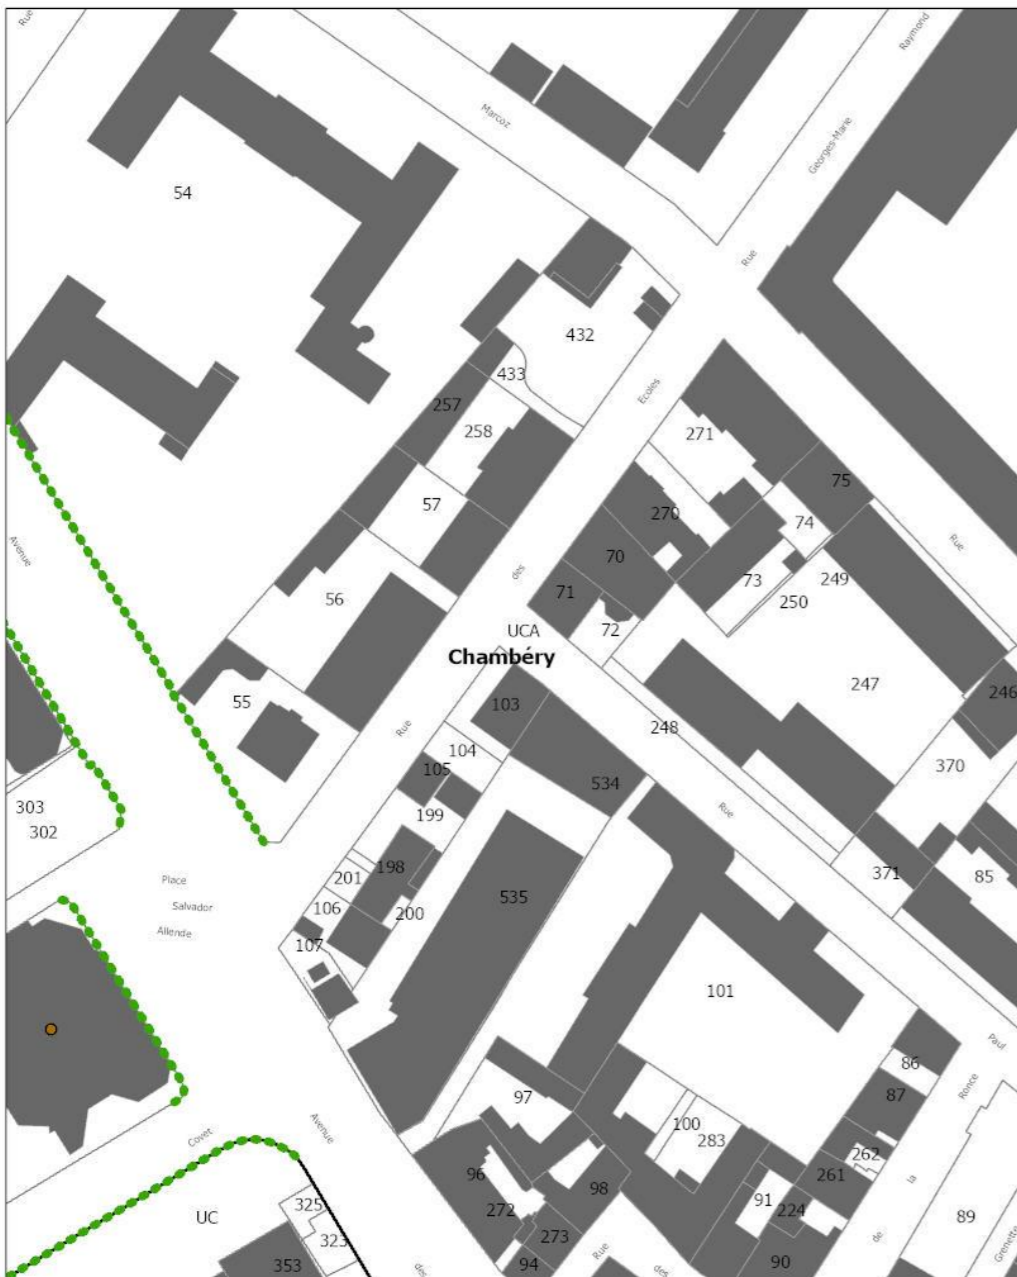 Rue
Raymond
Marcoz
Georges-Marie
54
Rue
432
433
Ecoles
257
258
271
75
57
270
74
Avenue
Rue
70
249
des
71
73
56
250
72
UCA
Chambéry
55
247
246
103
248
Rue
104
370
105
534
303
199
Rue
302
198
371
201
85
Place
535
Salvador
106
200
Allende
107
101
Paul
86
Ronce
87
97
Avenue
100
Covet
283
262
96
261
98
91
la
325
272
224
UC
89
323
273
de
Grenette
Rue
353
des
94
des
90